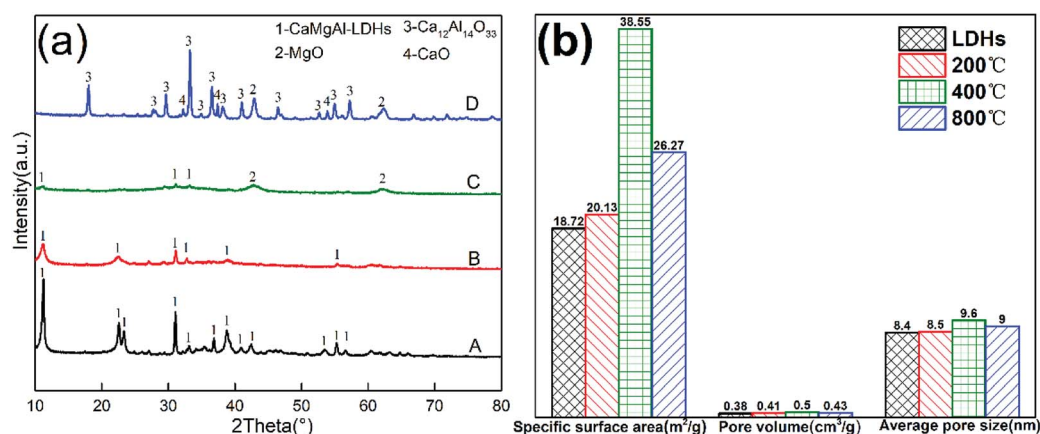 (a)
1-CaMgAl-LDHs 3-Ca₁₂Al₁₄O₃₃
2-MgO 4-CaO
3 3 3 4 3 3 3 4 3 3 2 3 3 4 3 3 2
D
1 1 1 2 2
C
1 1 1 1 1 1
B
1 1 1 1 1 1 1 1 1 1 1 1
A
Intensity(a.u.)
10 20 30 40 50 60 70 80
2Theta(°)
(b)
LDHs
200℃
400℃
800℃
18.72 20.13 38.55 26.27
0.38 0.41 0.5 0.43
8.4 8.5 9.6 9
Specific surface area(m²/g) Pore volume(cm³/g) Average pore size(nm)